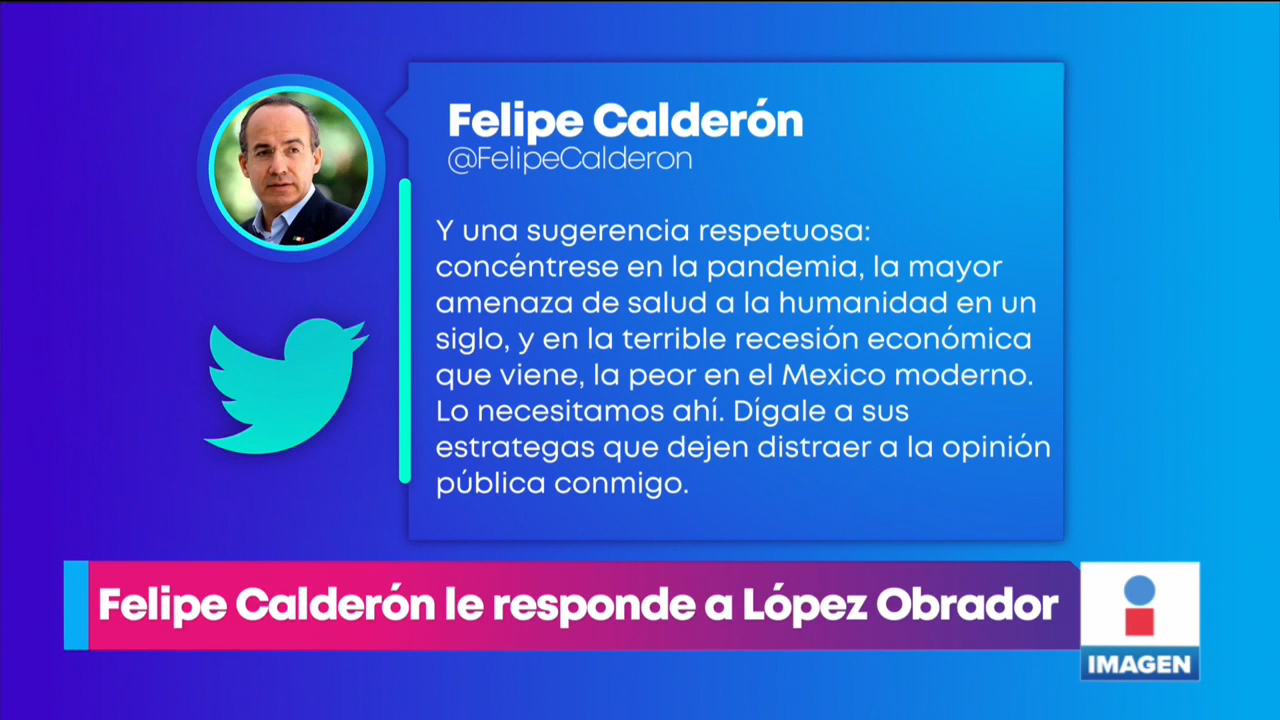 Felipe Calderón
@FelipeCalderon
Y una sugerencia respetuosa:
concéntrese en la pandemia, la mayor
amenaza de salud a la humanidad en un
siglo, y en la terrible recesión económica
que viene, la peor en el Mexico moderno.
Lo necesitamos ahí. Dígale a sus
estrategas que dejen distraer a la opinión
pública conmigo.
Felipe Calderón le responde a López Obrador
IMAGEN